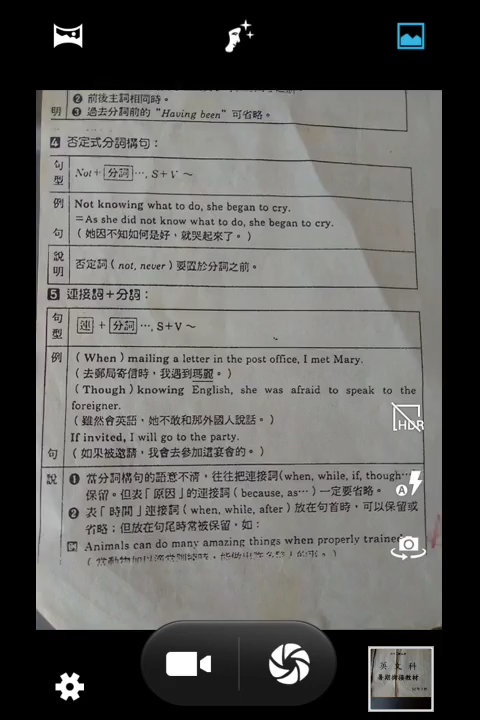 ❷ 前後主詞相同時。
明 ❸ 過去分詞前的 "Having been" 可省略。
4 否定式分詞構句：
句型 Not + 分詞 …, S + V ～
例句 Not knowing what to do, she began to cry.
＝As she did not know what to do, she began to cry.
（她因不知如何是好，就哭起來了。）
說明 否定詞（not, never）要置於分詞之前。
5 連接詞＋分詞：
句型 連 + 分詞 …, S + V ～
例句 （When）mailing a letter in the post office, I met Mary.
（去郵局寄信時，我遇到瑪麗。）
（Though）knowing English, she was afraid to speak to the
foreigner.
（雖然會英語，她不敢和那外國人說話。）
If invited, I will go to the party.
（如果被邀請，我會去參加這宴會的。）
說 ❶ 當分詞構句的語意不清，往往把連接詞(when, while, if, though…
保留。但表「原因」的連接詞（because, as…）一定要省略。
❷ 表「時間」連接詞（when, while, after）放在句首時，可以保留或
省略；但放在句尾時常被保留，如：
例 Animals can do many amazing things when properly trained
HDR
A
英文科